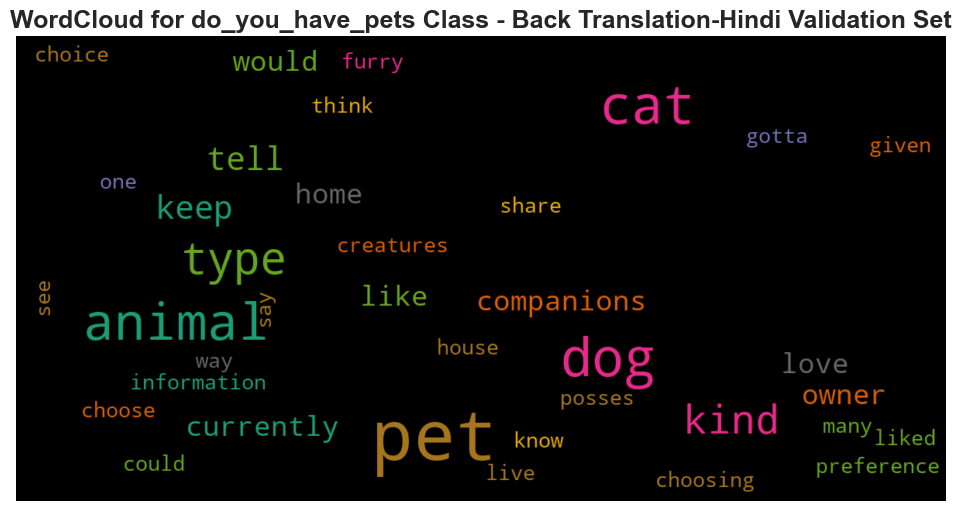 WordCloud for do_you_have_pets Class - Back Translation-Hindi Validation Set
choice
would
furry
think
cat
gotta
given
tell
one
home
keep
share
creatures
type
see
say
like
companions
animal
house
dog
way
love
information
posses
owner
choose
kind
currently
pet
know
many
liked
could
live
choosing
preference